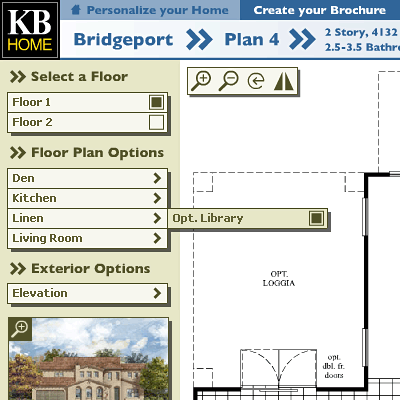 KB
HOME
Personalize your Home
Create your Brochure
Bridgeport
Plan 4
2 Story, 4132
2.5-3.5 Bathr
Select a Floor
Floor 1
Floor 2
Floor Plan Options
Den
Kitchen
Linen
Opt. Library
Living Room
Exterior Options
Elevation
OPT.
LOGGIA
opt.
dbl. fr.
doors